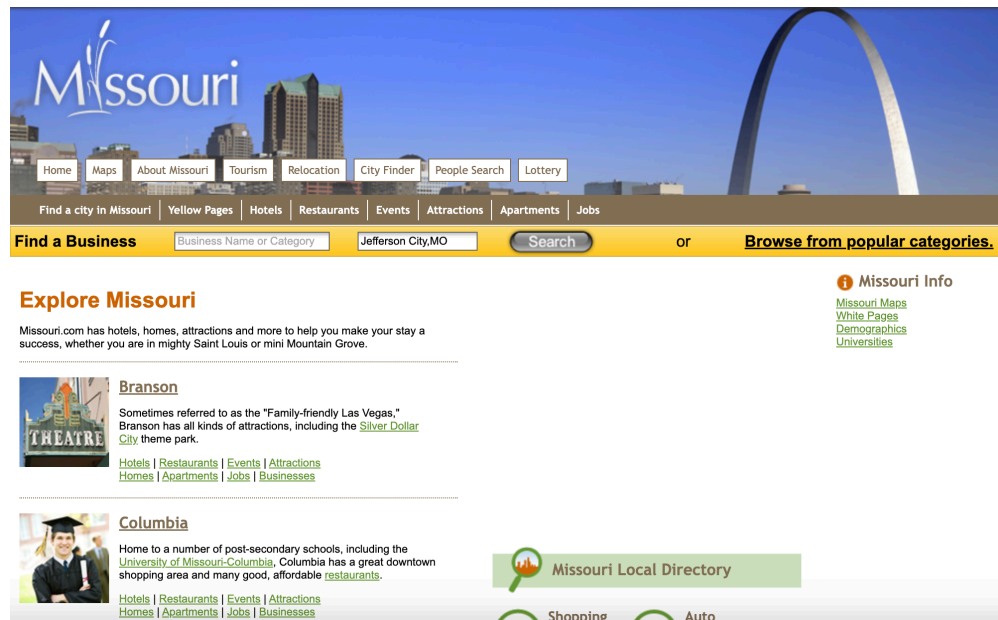 Missouri
Home Maps About Missouri Tourism Relocation City Finder People Search Lottery
Find a city in Missouri Yellow Pages Hotels Restaurants Events Attractions Apartments Jobs
Find a Business Business Name or Category Jefferson City,MO Search or Browse from popular categories.
Explore Missouri
Missouri.com has hotels, homes, attractions and more to help you make your stay a
success, whether you are in mighty Saint Louis or mini Mountain Grove.
THEATRE
Branson
Sometimes referred to as the "Family-friendly Las Vegas,"
Branson has all kinds of attractions, including the Silver Dollar
City theme park.
Hotels | Restaurants | Events | Attractions
Homes | Apartments | Jobs | Businesses
Columbia
Home to a number of post-secondary schools, including the
University of Missouri-Columbia, Columbia has a great downtown
shopping area and many good, affordable restaurants.
Hotels | Restaurants | Events | Attractions
Homes | Apartments | Jobs | Businesses
i Missouri Info
Missouri Maps
White Pages
Demographics
Universities
Missouri Local Directory
Shopping Auto